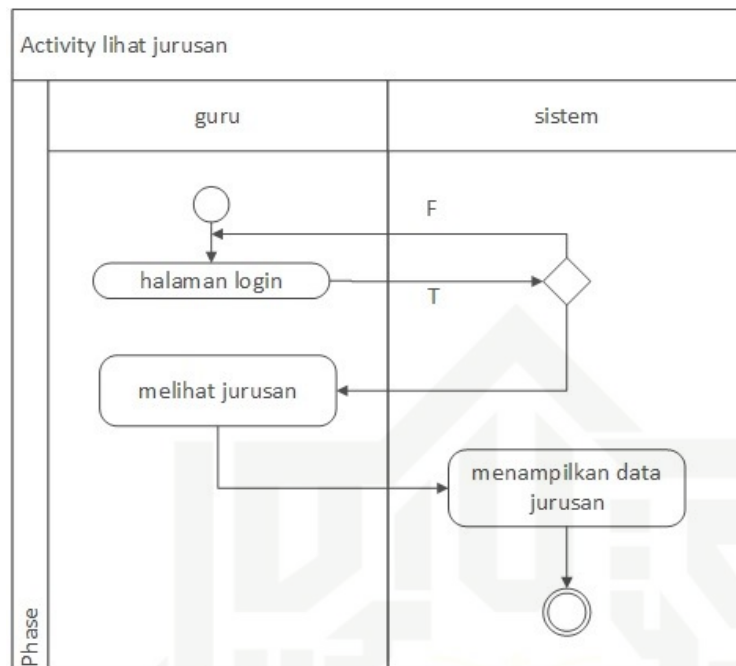 Activity lihat jurusan
guru
sistem
F
halaman login
T
melihat jurusan
menampilkan data
jurusan
Phase